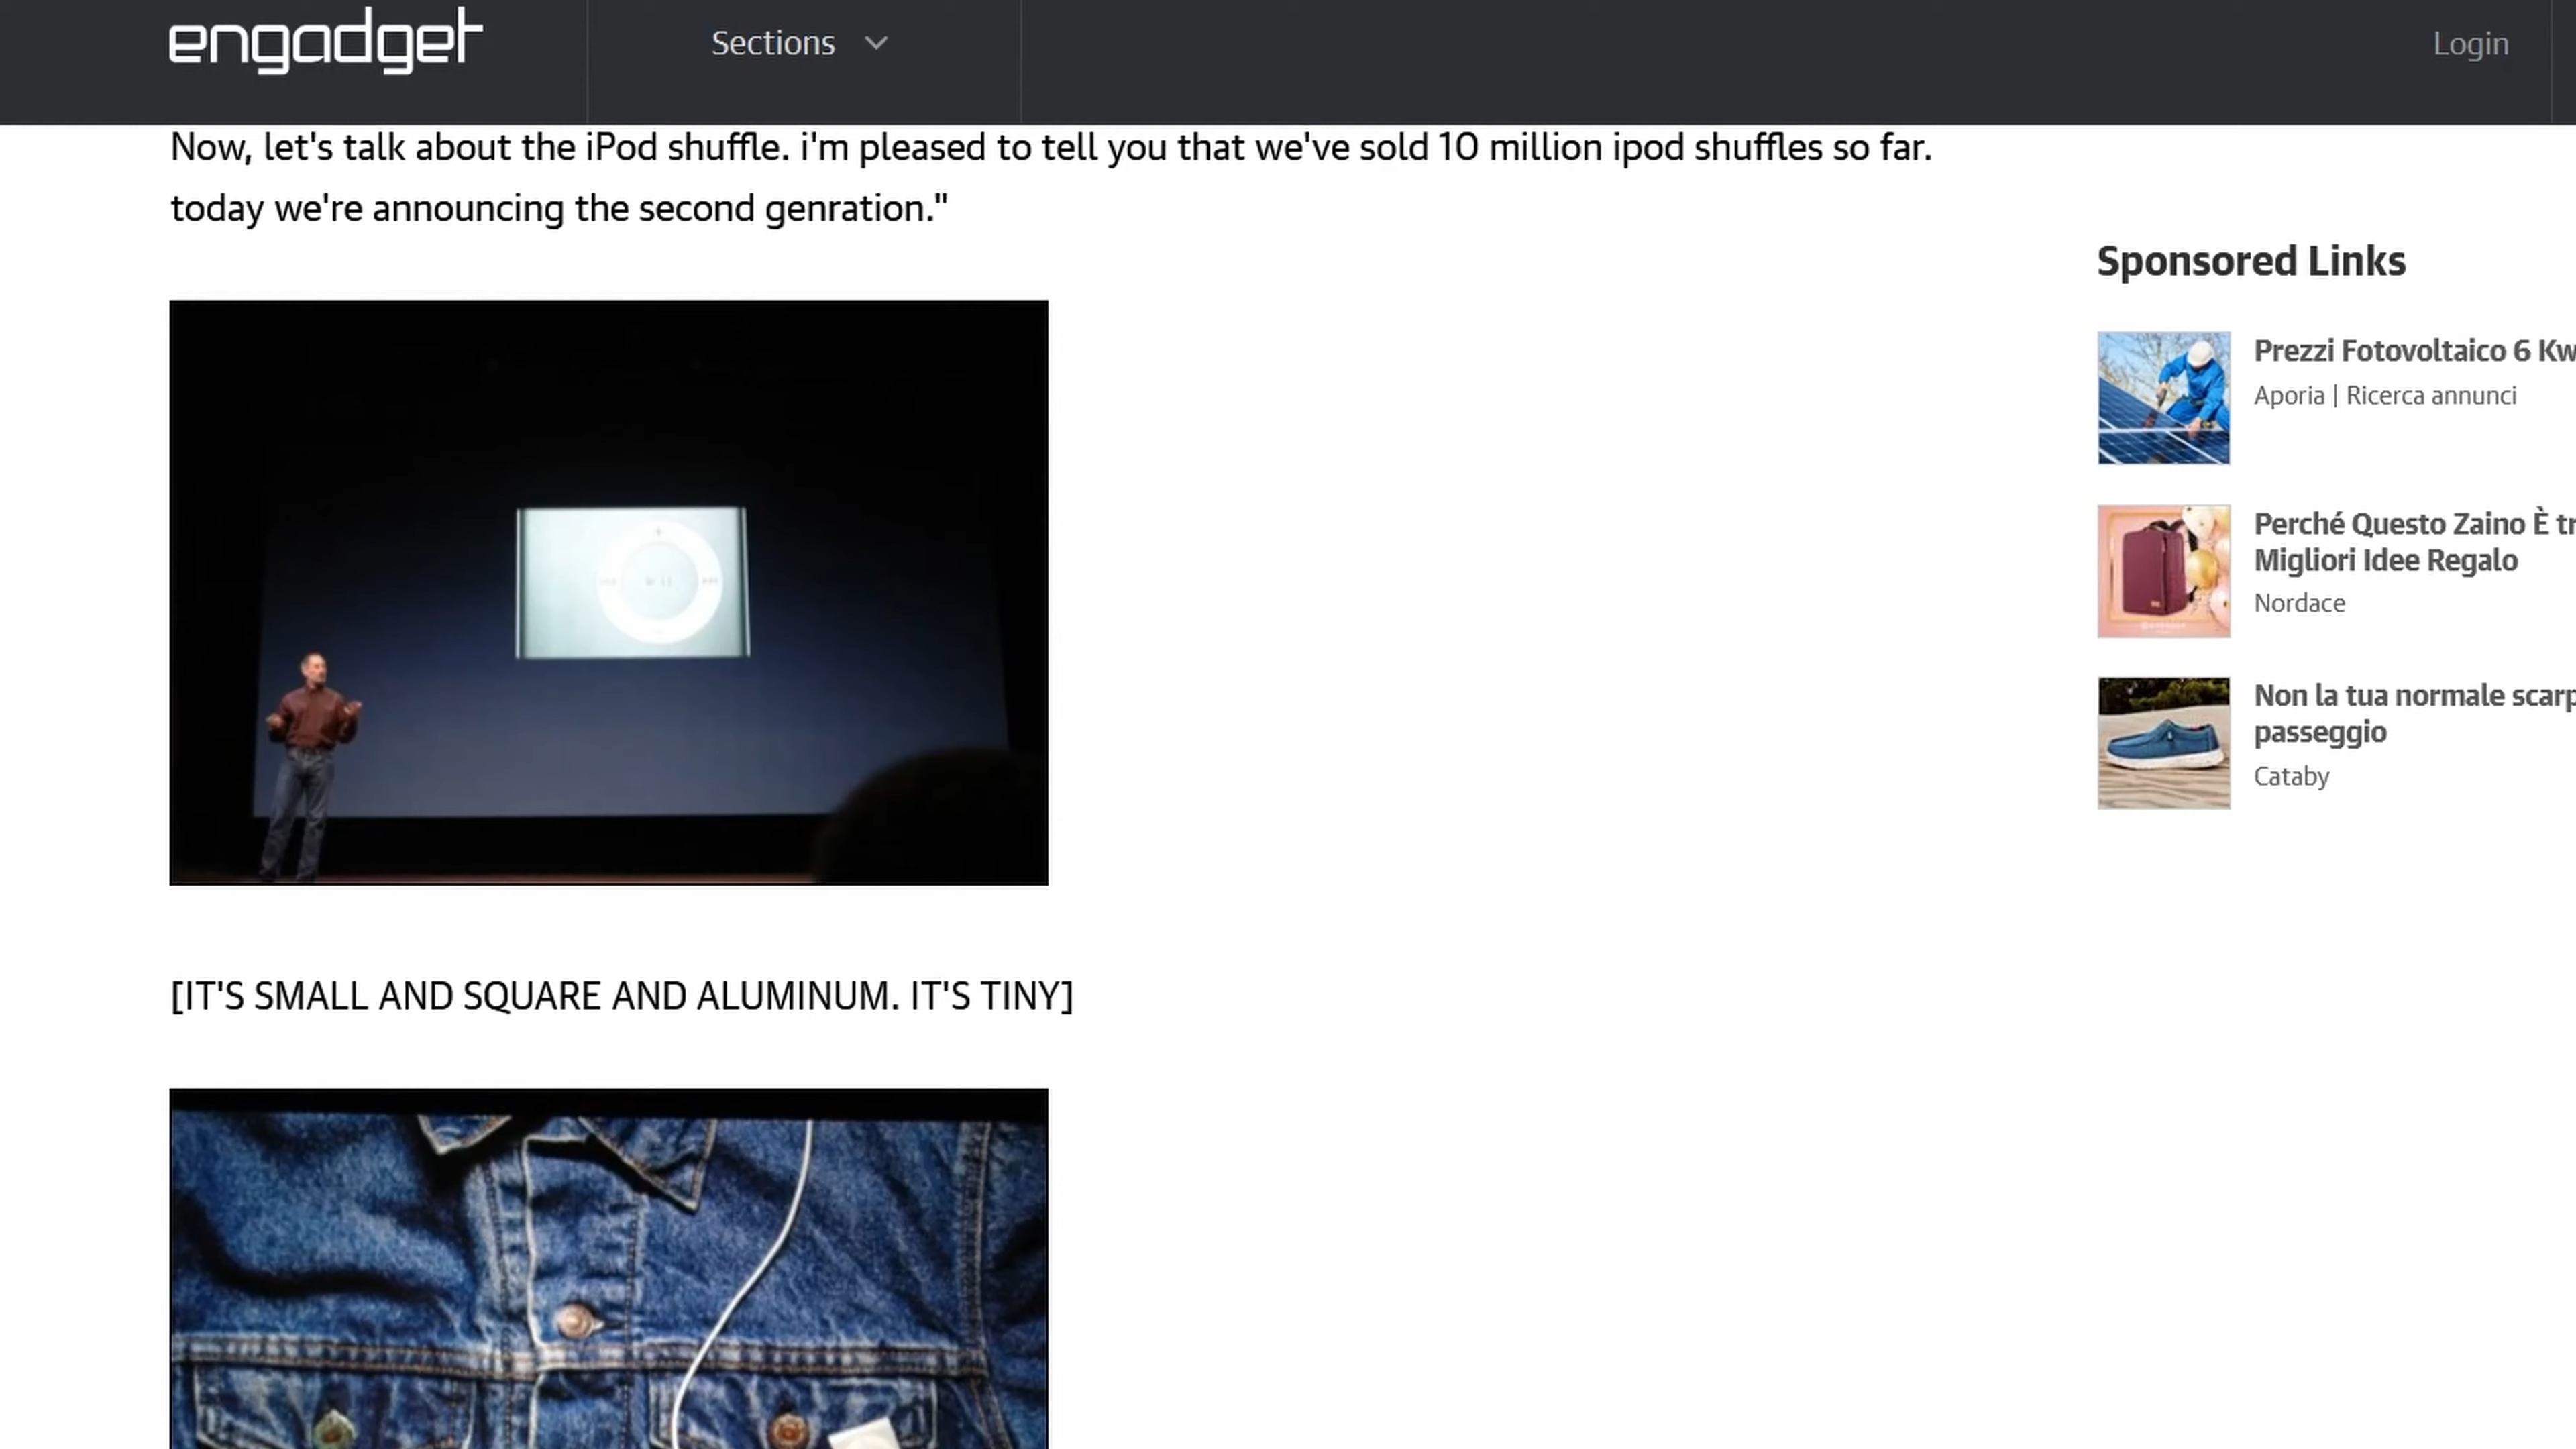 engadget
Sections
Login
Now, let's talk about the iPod shuffle. i'm pleased to tell you that we've sold 10 million ipod shuffles so far.
today we're announcing the second genration."
Sponsored Links
Prezzi Fotovoltaico 6 Kw
Aporia | Ricerca annunci
Perché Questo Zaino È tr
Migliori Idee Regalo
Nordace
Non la tua normale scarp
passeggio
Cataby
[IT'S SMALL AND SQUARE AND ALUMINUM. IT'S TINY]